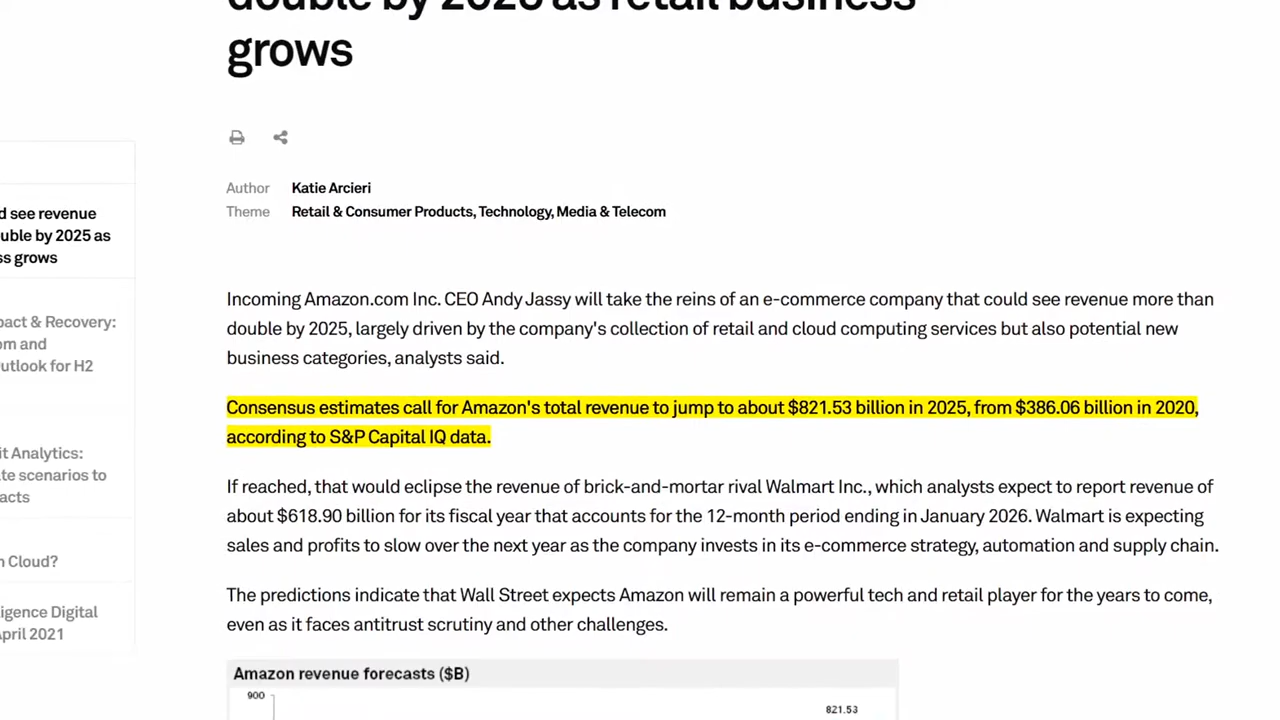 double by 2025 as retail business
grows
Author Katie Arcieri
Theme Retail & Consumer Products, Technology, Media & Telecom
d see revenue
uble by 2025 as
ss grows
pact & Recovery:
om and
utlook for H2
it Analytics:
te scenarios to
acts
n Cloud?
igence Digital
April 2021
Incoming Amazon.com Inc. CEO Andy Jassy will take the reins of an e-commerce company that could see revenue more than
double by 2025, largely driven by the company's collection of retail and cloud computing services but also potential new
business categories, analysts said.
Consensus estimates call for Amazon's total revenue to jump to about $821.53 billion in 2025, from $386.06 billion in 2020,
according to S&P Capital IQ data.
If reached, that would eclipse the revenue of brick-and-mortar rival Walmart Inc., which analysts expect to report revenue of
about $618.90 billion for its fiscal year that accounts for the 12-month period ending in January 2026. Walmart is expecting
sales and profits to slow over the next year as the company invests in its e-commerce strategy, automation and supply chain.
The predictions indicate that Wall Street expects Amazon will remain a powerful tech and retail player for the years to come,
even as it faces antitrust scrutiny and other challenges.
Amazon revenue forecasts ($B)
900
821.53